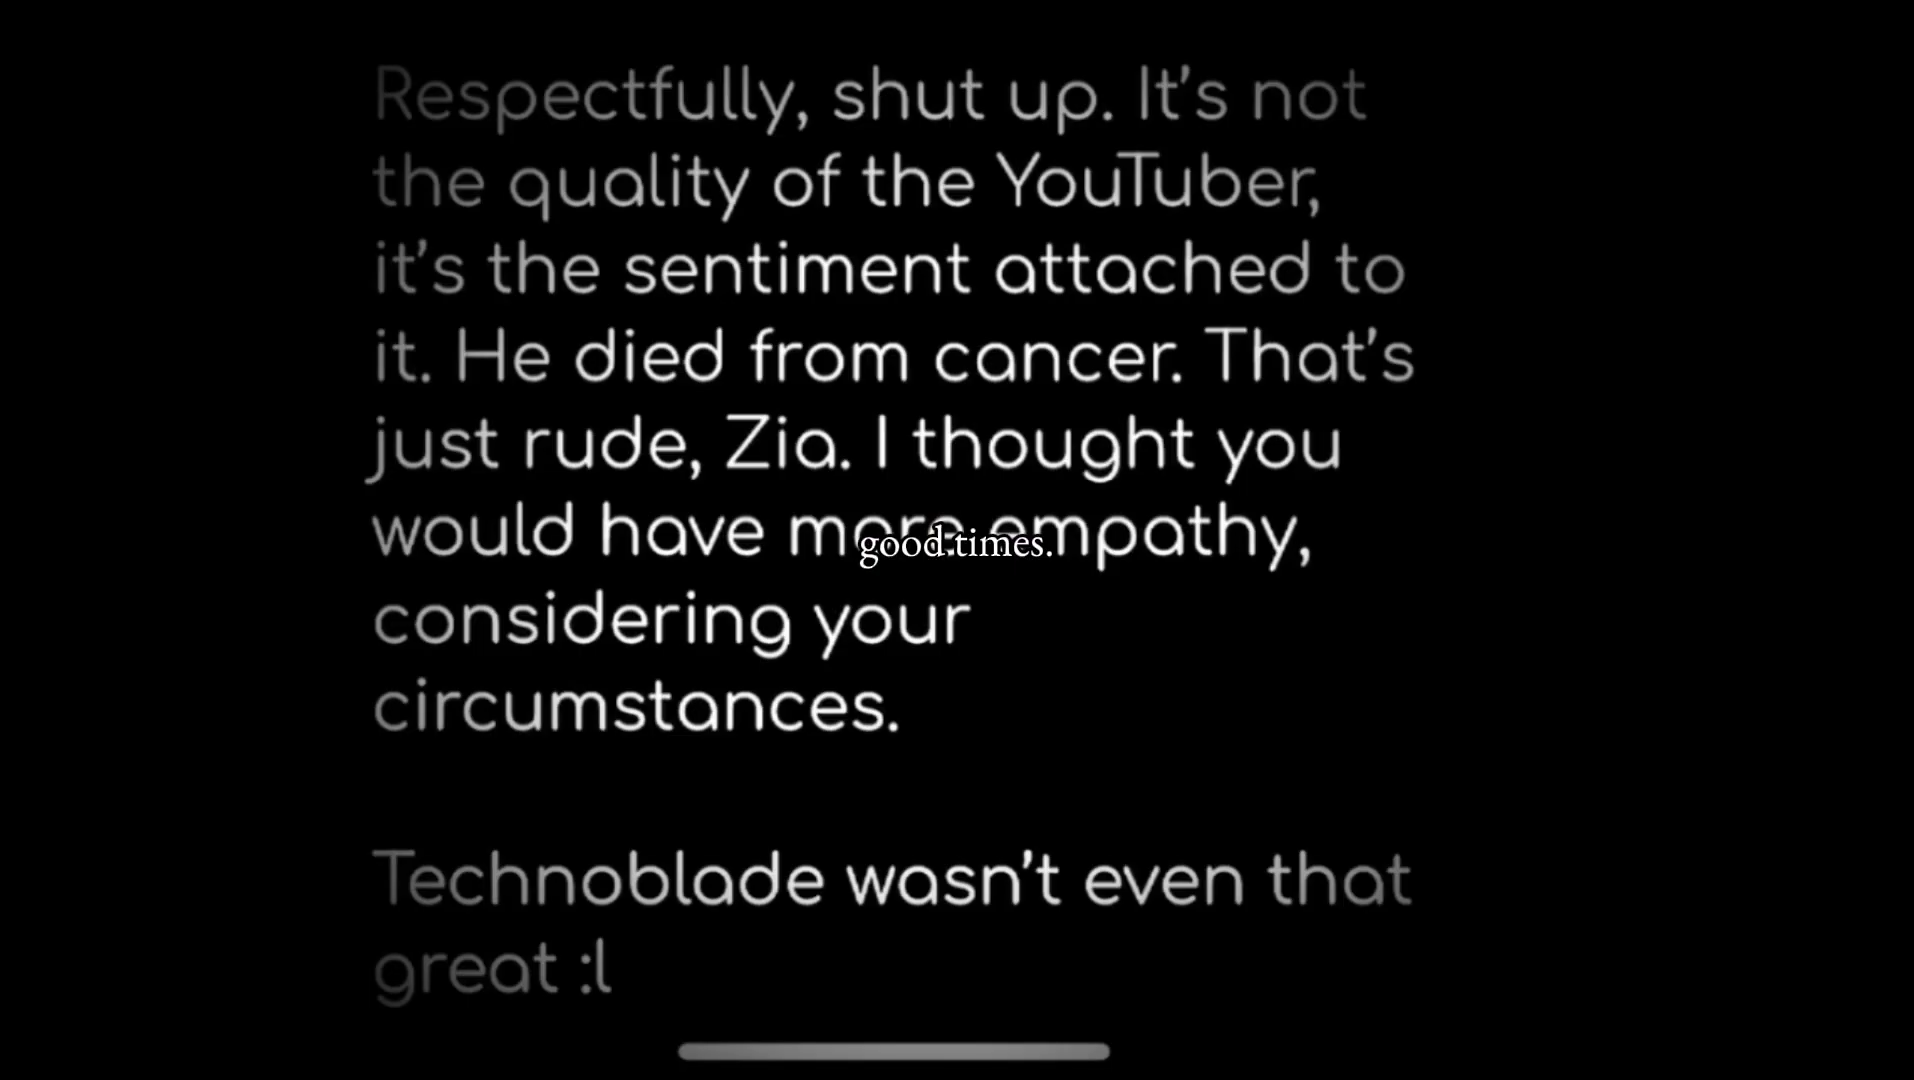 Respectfully, shut up. It's not
the quality of the YouTuber,
it's the sentiment attached to
it. He died from cancer. That's
just rude, Zia. I thought you
would have more empathy,
good times.
considering your
circumstances.
Technoblade wasn't even that
great :l